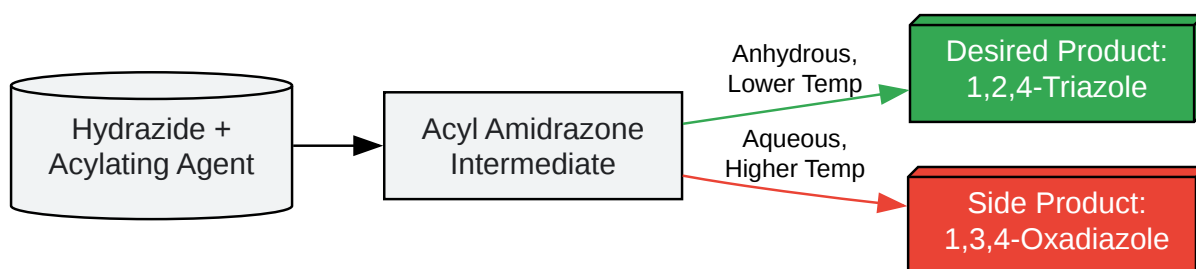 Hydrazide +
Acylating Agent
Acyl Amidrazone
Intermediate
Anhydrous,
Lower Temp
Aqueous,
Higher Temp
Desired Product:
1,2,4-Triazole
Side Product:
1,3,4-Oxadiazole